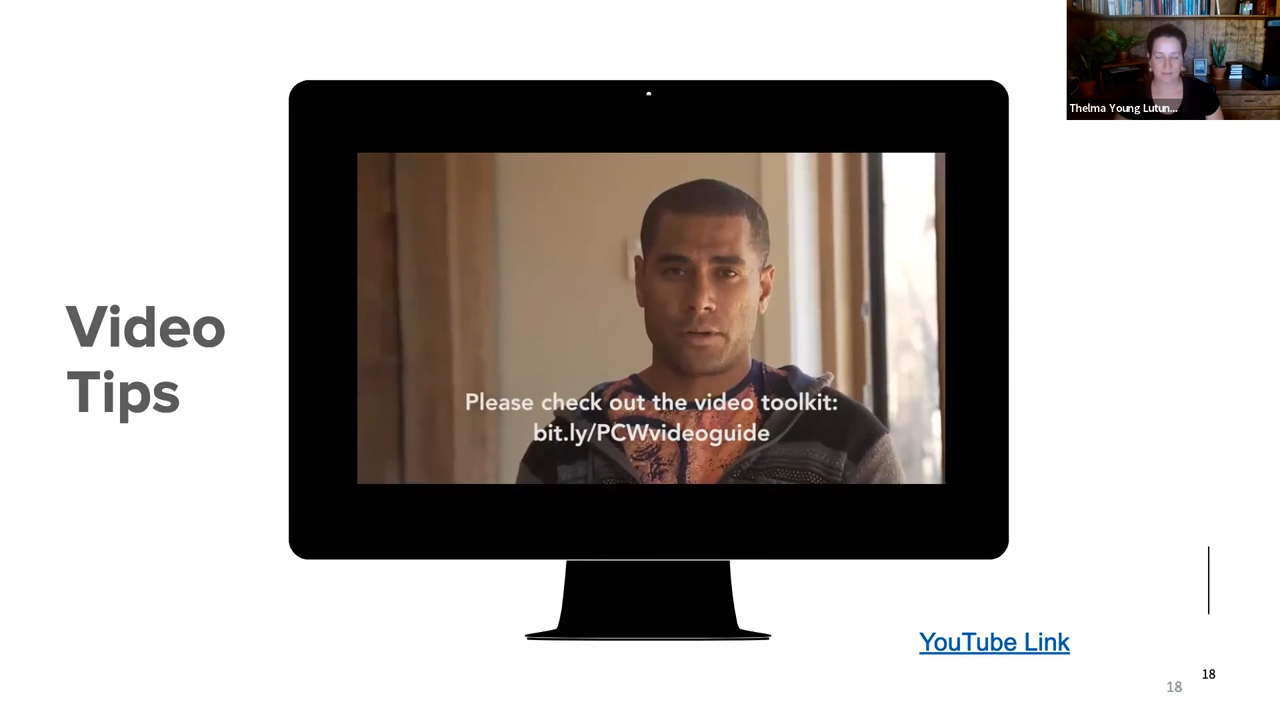 Thelma Young Lutun...
Video
Tips
Please check out the video toolkit:
bit.ly/PCWvideoguide
YouTube Link
18
18